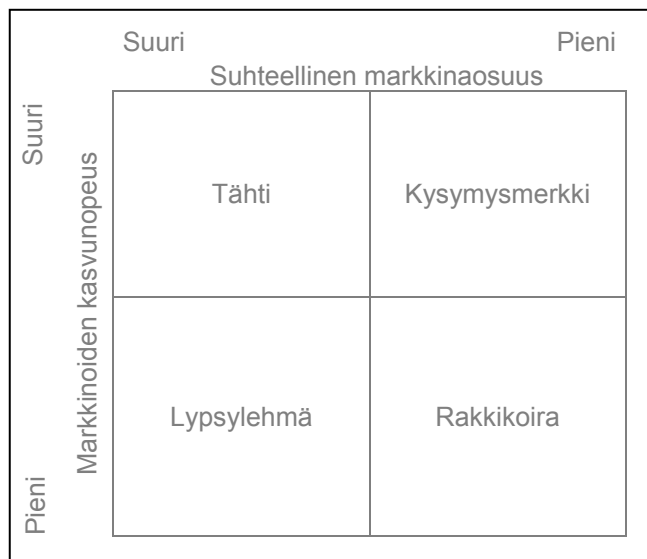 Suuri Pieni
Suhteellinen markkinaosuus
Suuri
Markkinoiden kasvunopeus
Pieni
Tähti Kysymysmerkki
Lypsylehmä Rakkikoira